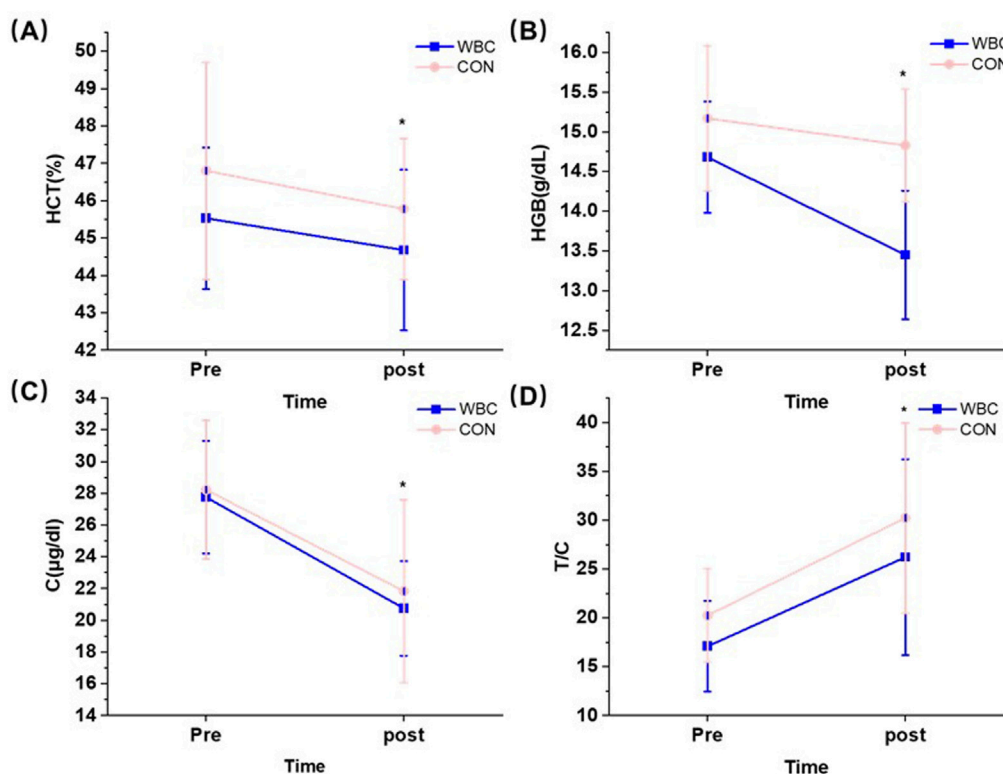 (A)
HCT(%)
50
49
48
47
46
45
44
43
42
WBC
CON
*
Pre
post
Time
(B)
HGB(g/dL)
16.0
15.5
15.0
14.5
14.0
13.5
13.0
12.5
WBC
CON
*
Pre
post
Time
(C)
C(µg/dl)
34
32
30
28
26
24
22
20
18
16
14
WBC
CON
*
Pre
post
Time
(D)
T/C
40
35
30
25
20
15
10
WBC
CON
*
Pre
post
Time